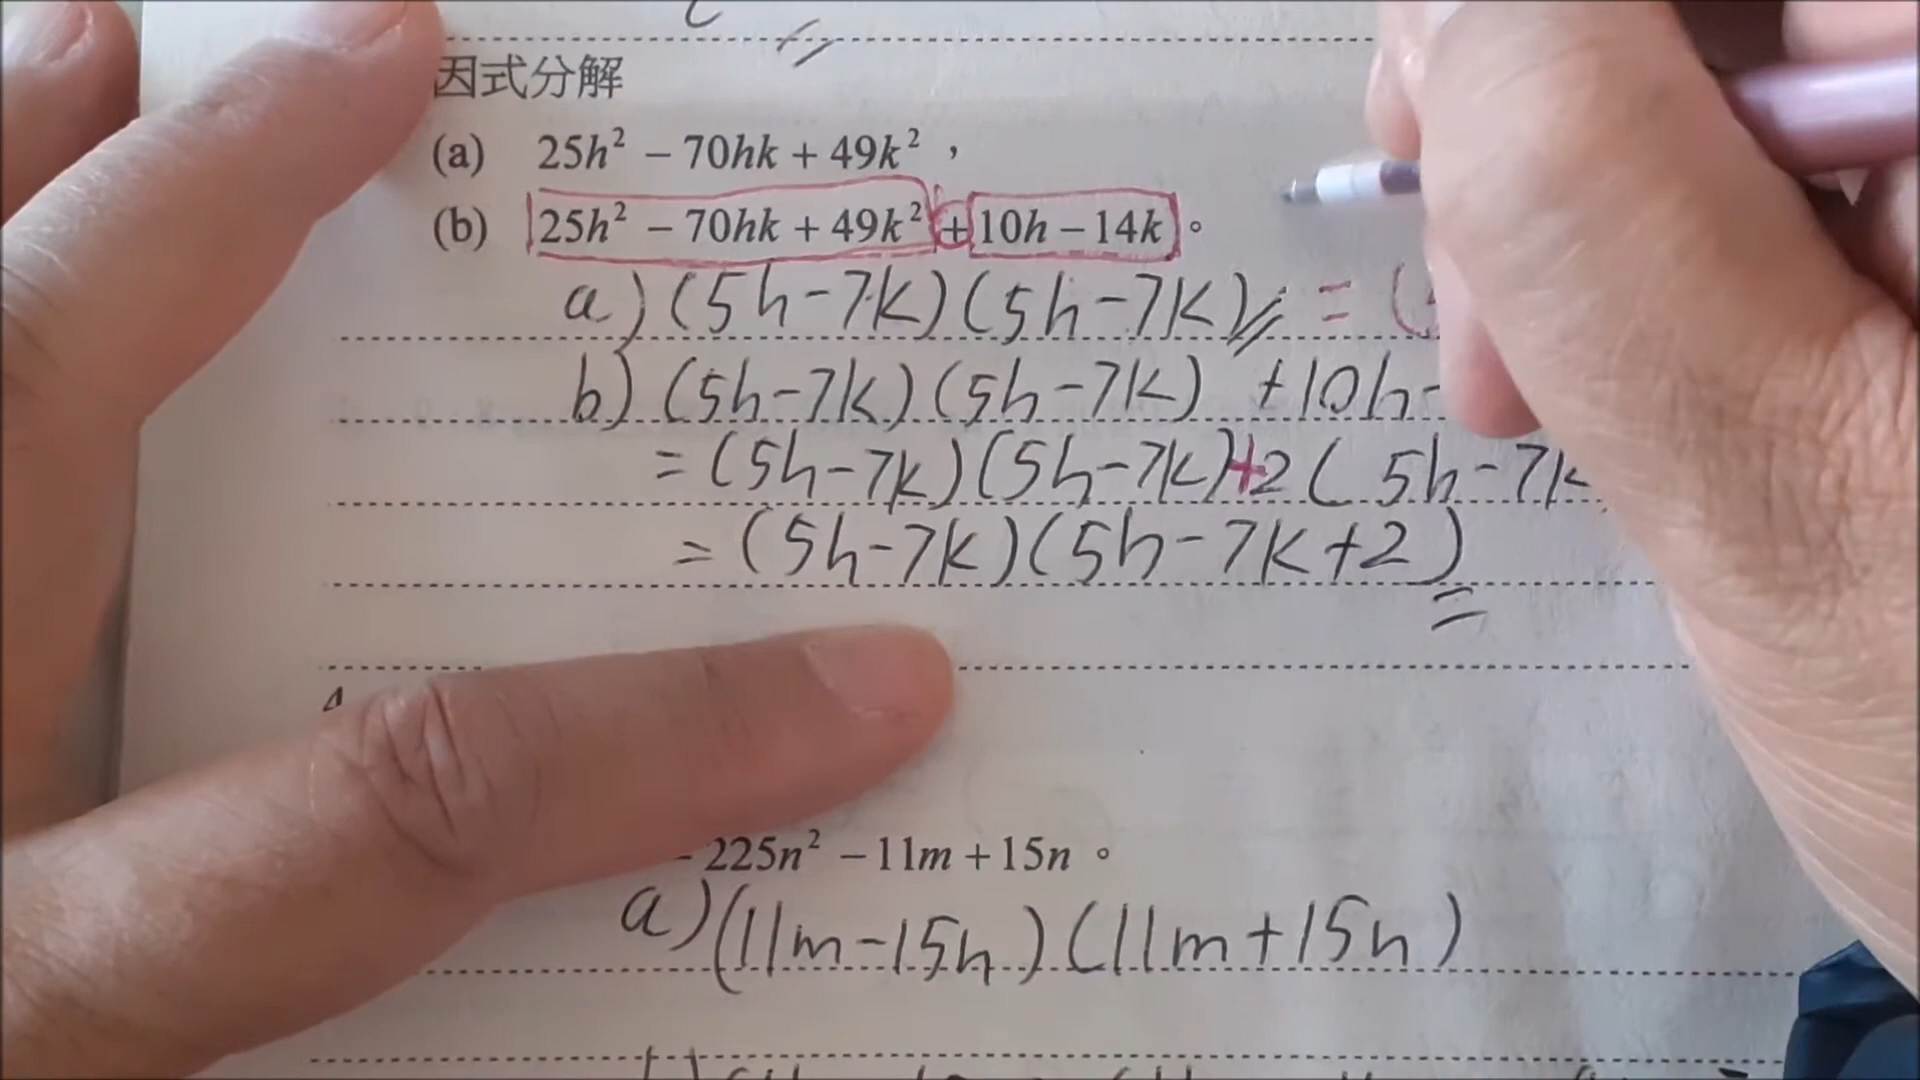 因式分解
(a) 25h² − 70hk + 49k²，
(b) 25h² − 70hk + 49k² + 10h − 14k。
a) (5h−7k)(5h−7k) = (
b) (5h−7k)(5h−7k) +10h-
= (5h−7k)(5h−7k)+2( 5h−7k
= (5h−7k)(5h−7k+2)
225n² − 11m + 15n。
a) (11m−15n)(11m+15n)